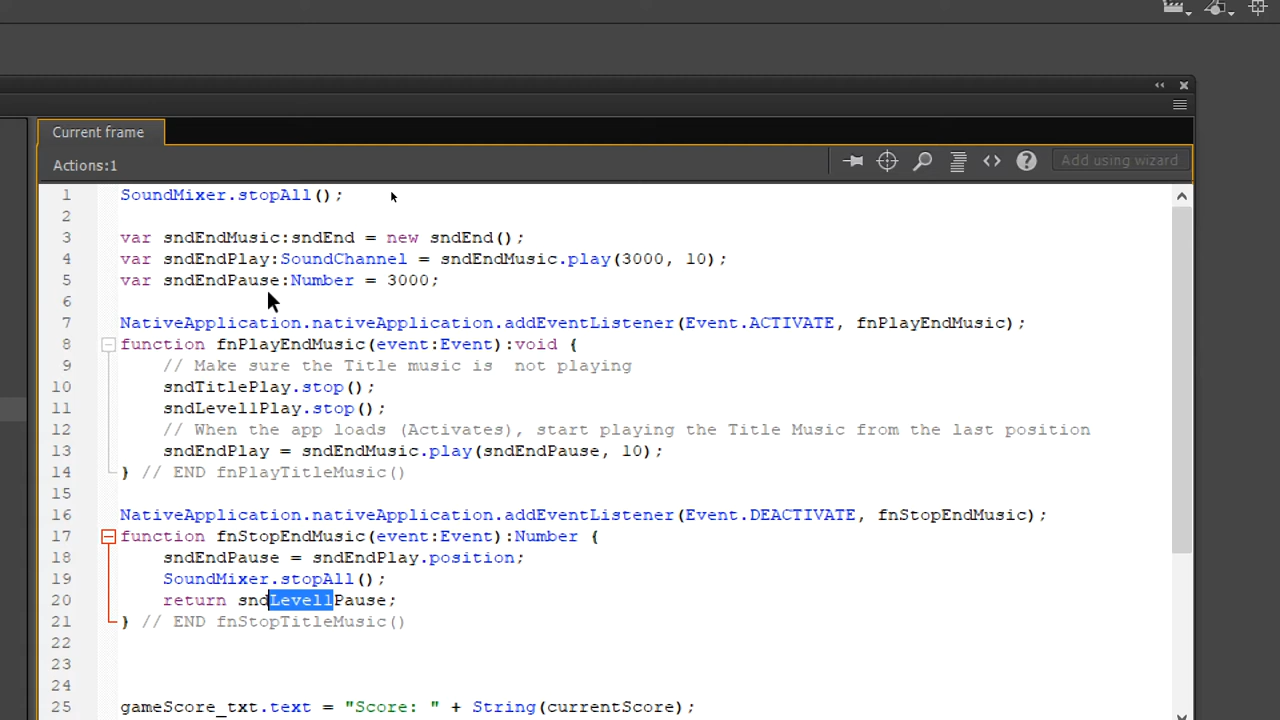 Current frame
Actions:1
Add using wizard
1 SoundMixer.stopAll();
2
3 var sndEndMusic:sndEnd = new sndEnd();
4 var sndEndPlay:SoundChannel = sndEndMusic.play(3000, 10);
5 var sndEndPause:Number = 3000;
6
7 NativeApplication.nativeApplication.addEventListener(Event.ACTIVATE, fnPlayEndMusic);
8 function fnPlayEndMusic(event:Event):void {
9 // Make sure the Title music is  not playing
10 sndTitlePlay.stop();
11 sndLevel1Play.stop();
12 // When the app loads (Activates), start playing the Title Music from the last position
13 sndEndPlay = sndEndMusic.play(sndEndPause, 10);
14 } // END fnPlayTitleMusic()
15
16 NativeApplication.nativeApplication.addEventListener(Event.DEACTIVATE, fnStopEndMusic);
17 function fnStopEndMusic(event:Event):Number {
18 sndEndPause = sndEndPlay.position;
19 SoundMixer.stopAll();
20 return sndLevel1Pause;
21 } // END fnStopTitleMusic()
22
23
24
25 gameScore_txt.text = "Score: " + String(currentScore);